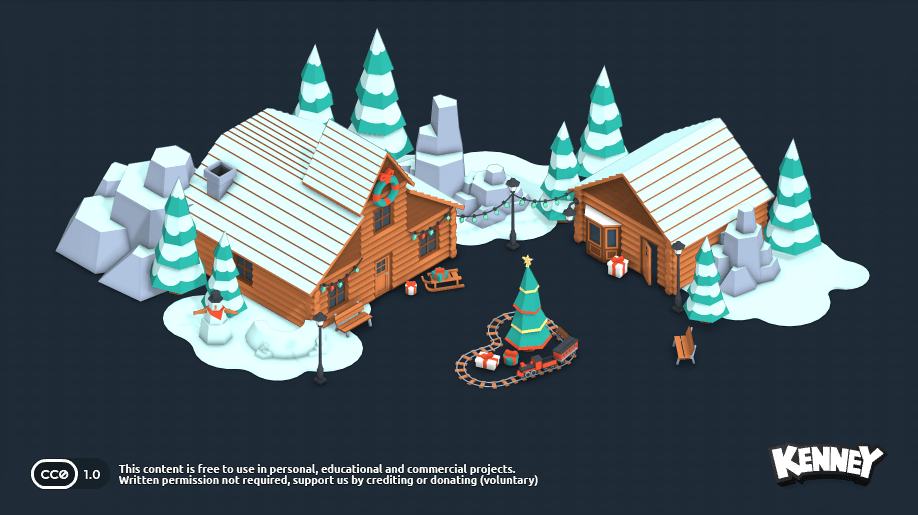 CC0 1.0
This content is free to use in personal, educational and commercial projects.
Written permission not required, support us by crediting or donating (voluntary)
KENNEY